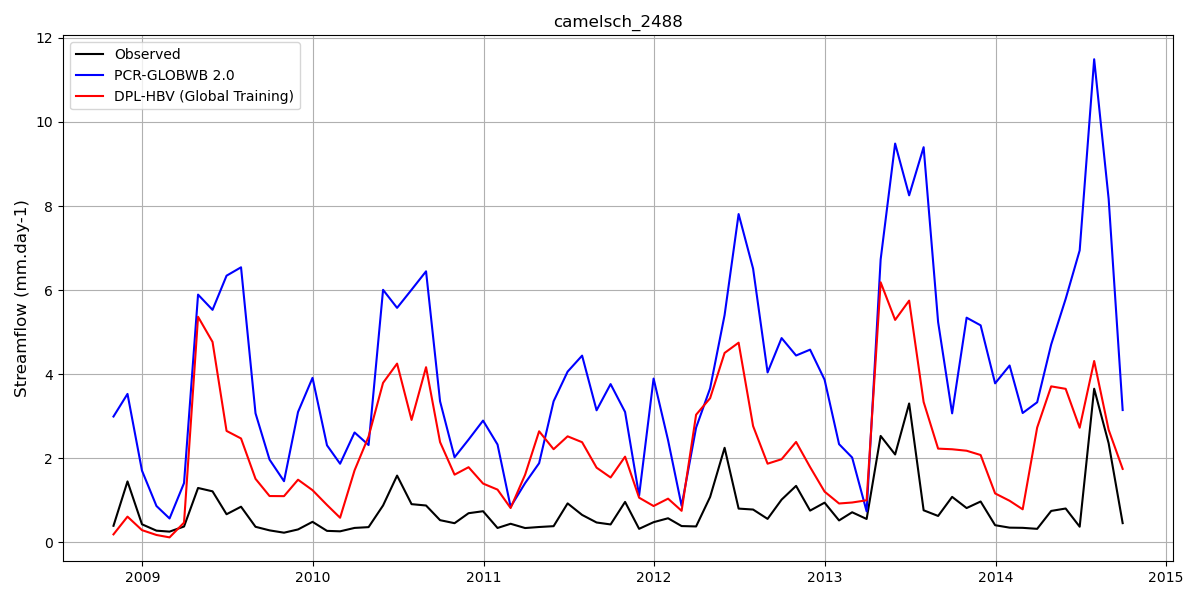 camelsch_2488
Streamflow (mm.day-1)
12
10
8
6
4
2
0
Observed
PCR-GLOBWB 2.0
DPL-HBV (Global Training)
2009 2010 2011 2012 2013 2014 2015